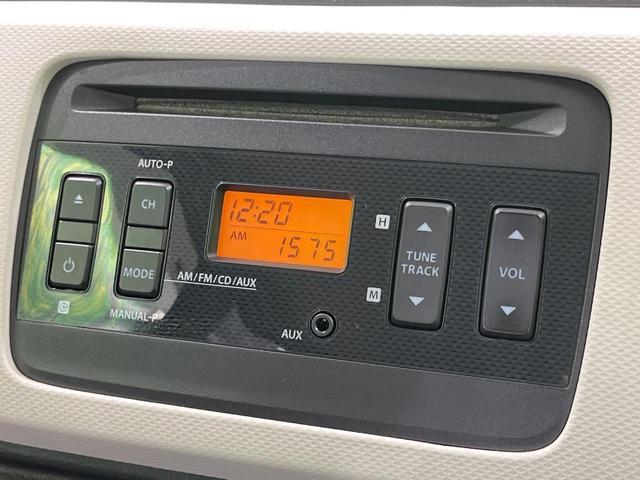 AUTO-P
CH
MODE
AM/FM/CD/AUX
C
MANUAL-P
12:20
AM 1575
AUX
H
M
TUNE
TRACK
VOL